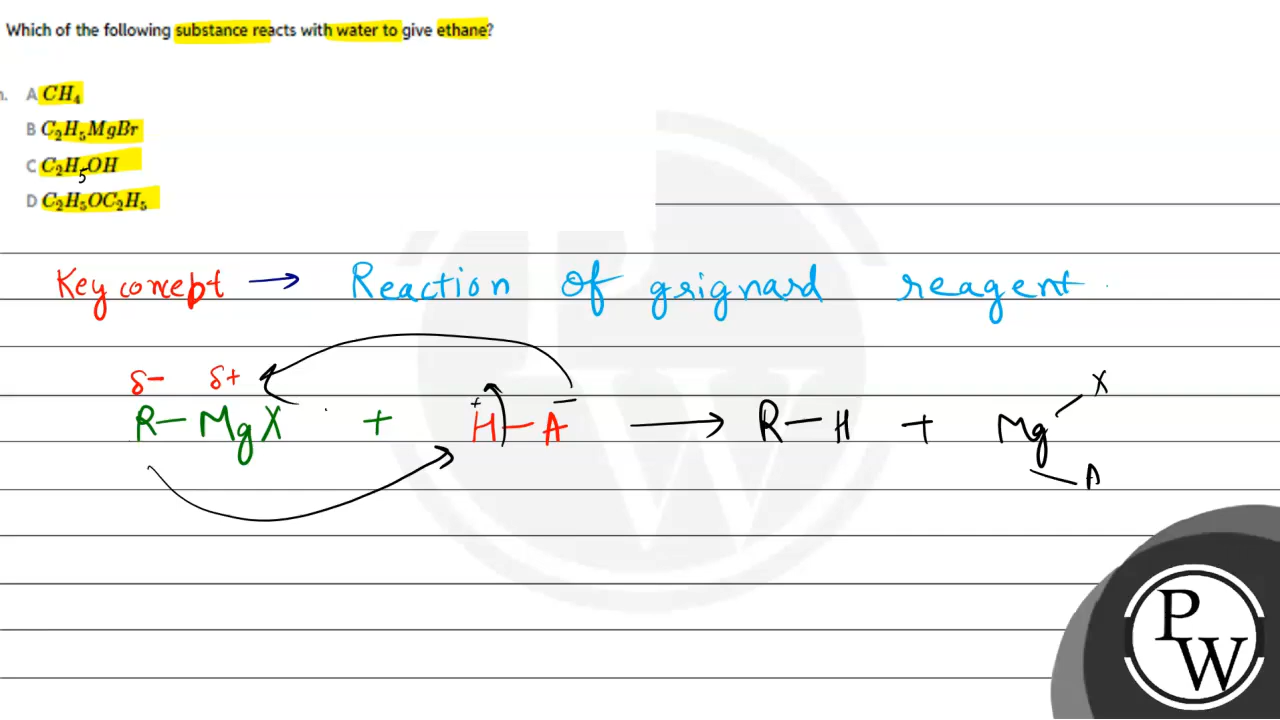 Which of the following substance reacts with water to give ethane?
n. A CH₄
B C₂H₅MgBr
C C₂H₅OH
5
D C₂H₅OC₂H₅
Key concept → Reaction of grignard reagent.
δ- δ+
R-MgX + H-A → R-H + Mg
+ −
X
A
P
W